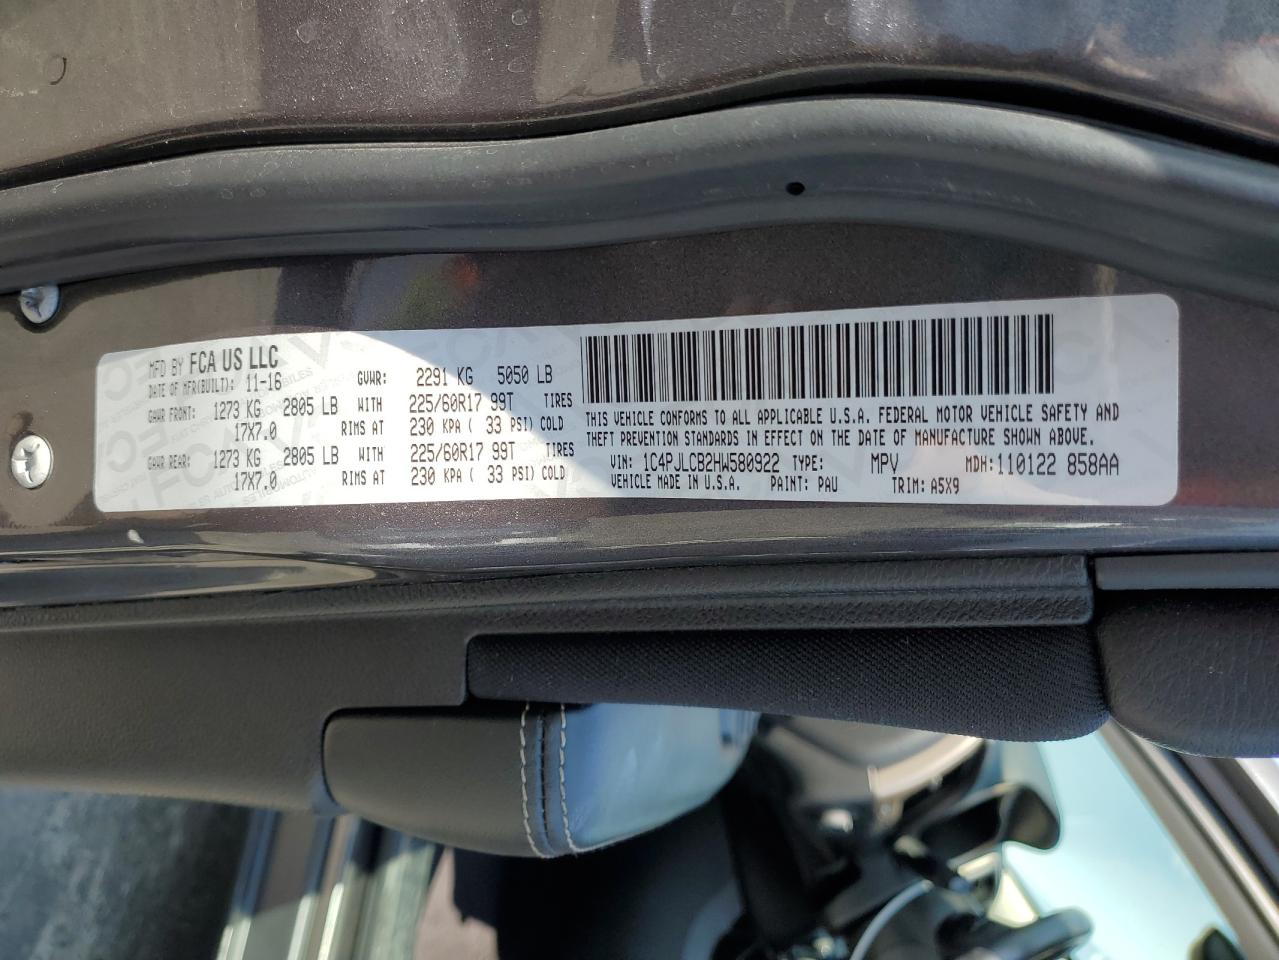 MFD BY FCA US LLC
DATE OF MFR(BUILT): 11-16 GVWR: 2291 KG 5050 LB
GAWR FRONT: 1273 KG 2805 LB WITH 225/60R17 99T TIRES
17X7.0 RIMS AT 230 KPA ( 33 PSI) COLD
GAWR REAR: 1273 KG 2805 LB WITH 225/60R17 99T TIRES
17X7.0 RIMS AT 230 KPA ( 33 PSI) COLD
THIS VEHICLE CONFORMS TO ALL APPLICABLE U.S.A. FEDERAL MOTOR VEHICLE SAFETY AND
THEFT PREVENTION STANDARDS IN EFFECT ON THE DATE OF MANUFACTURE SHOWN ABOVE.
VIN: 1C4PJLCB2HW580922 TYPE: MPV MDH: 110122 858AA
VEHICLE MADE IN U.S.A. PAINT: PAU TRIM: A5X9